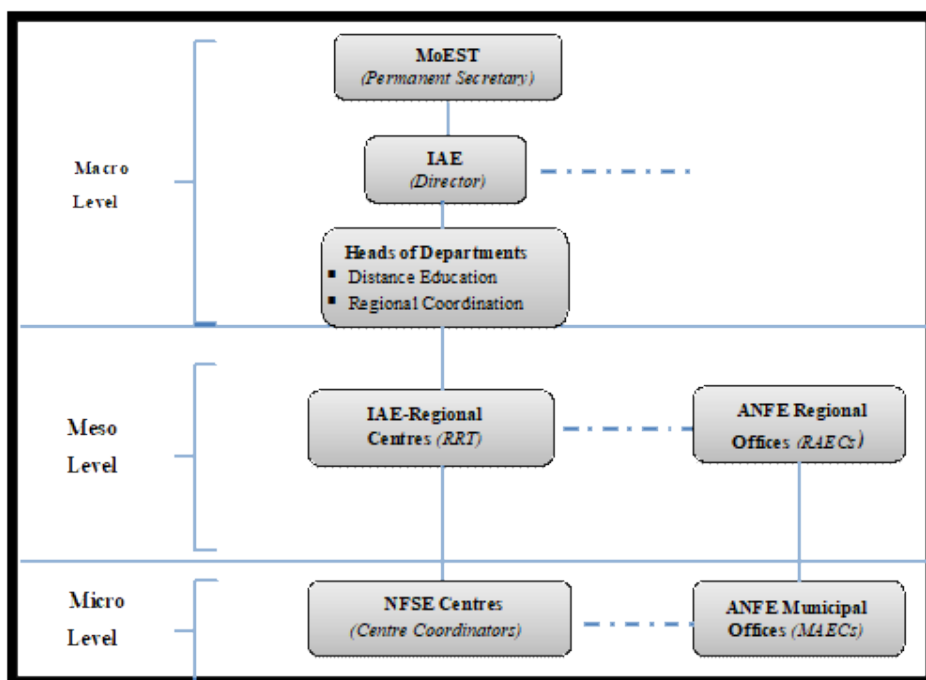 MoEST
(Permanent Secretary)
Macro
Level
IAE
(Director)
Heads of Departments
▪ Distance Education
▪ Regional Coordination
Meso
Level
IAE-Regional
Centres (RRT)
ANFE Regional
Offices (RAECs)
Micro
Level
NFSE Centres
(Centre Coordinators)
ANFE Municipal
Offices (MAECs)